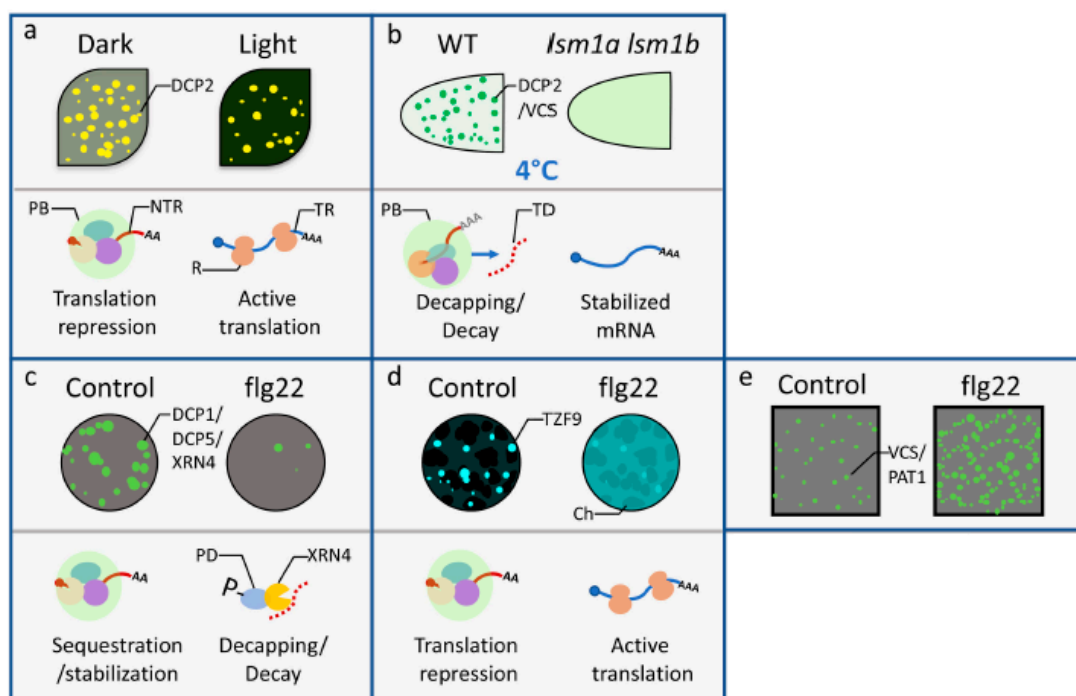 a
Dark Light
DCP2
PB NTR
AA
TR
AAA
R
Translation
repression
Active
translation
b
WT lsm1a lsm1b
DCP2
/VCS
4°C
PB
AAA
TD
AAA
Decapping/
Decay
Stabilized
mRNA
c
Control flg22
DCP1/
DCP5/
XRN4
AA
PD XRN4
P
Sequestration
/stabilization
Decapping/
Decay
d
Control flg22
TZF9
Ch
AA
AAA
Translation
repression
Active
translation
e
Control flg22
VCS/
PAT1